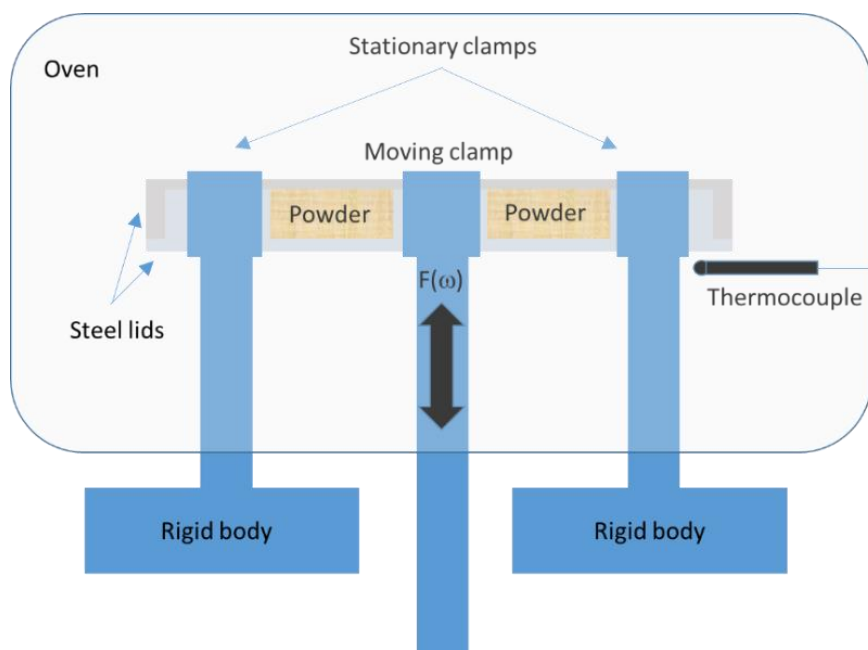 Stationary clamps
Oven
Moving clamp
Powder
Powder
F(ω)
Thermocouple
Steel lids
Rigid body
Rigid body